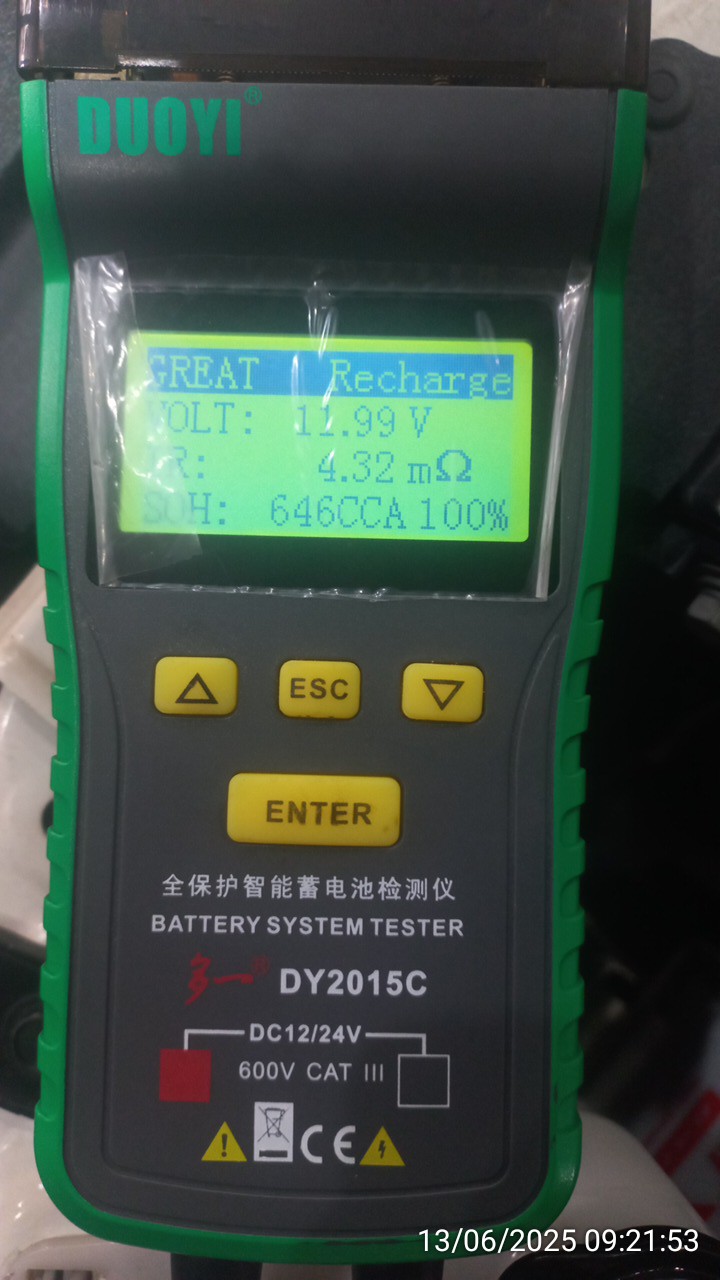 DUOYI®
GREAT Recharge
VOLT: 11.99 V
IR: 4.32 mΩ
SOH: 646CCA 100%
ESC
ENTER
全保护智能蓄电池检测仪
BATTERY SYSTEM TESTER
多一® DY2015C
DC12/24V
600V CAT III
CE
13/06/2025 09:21:53